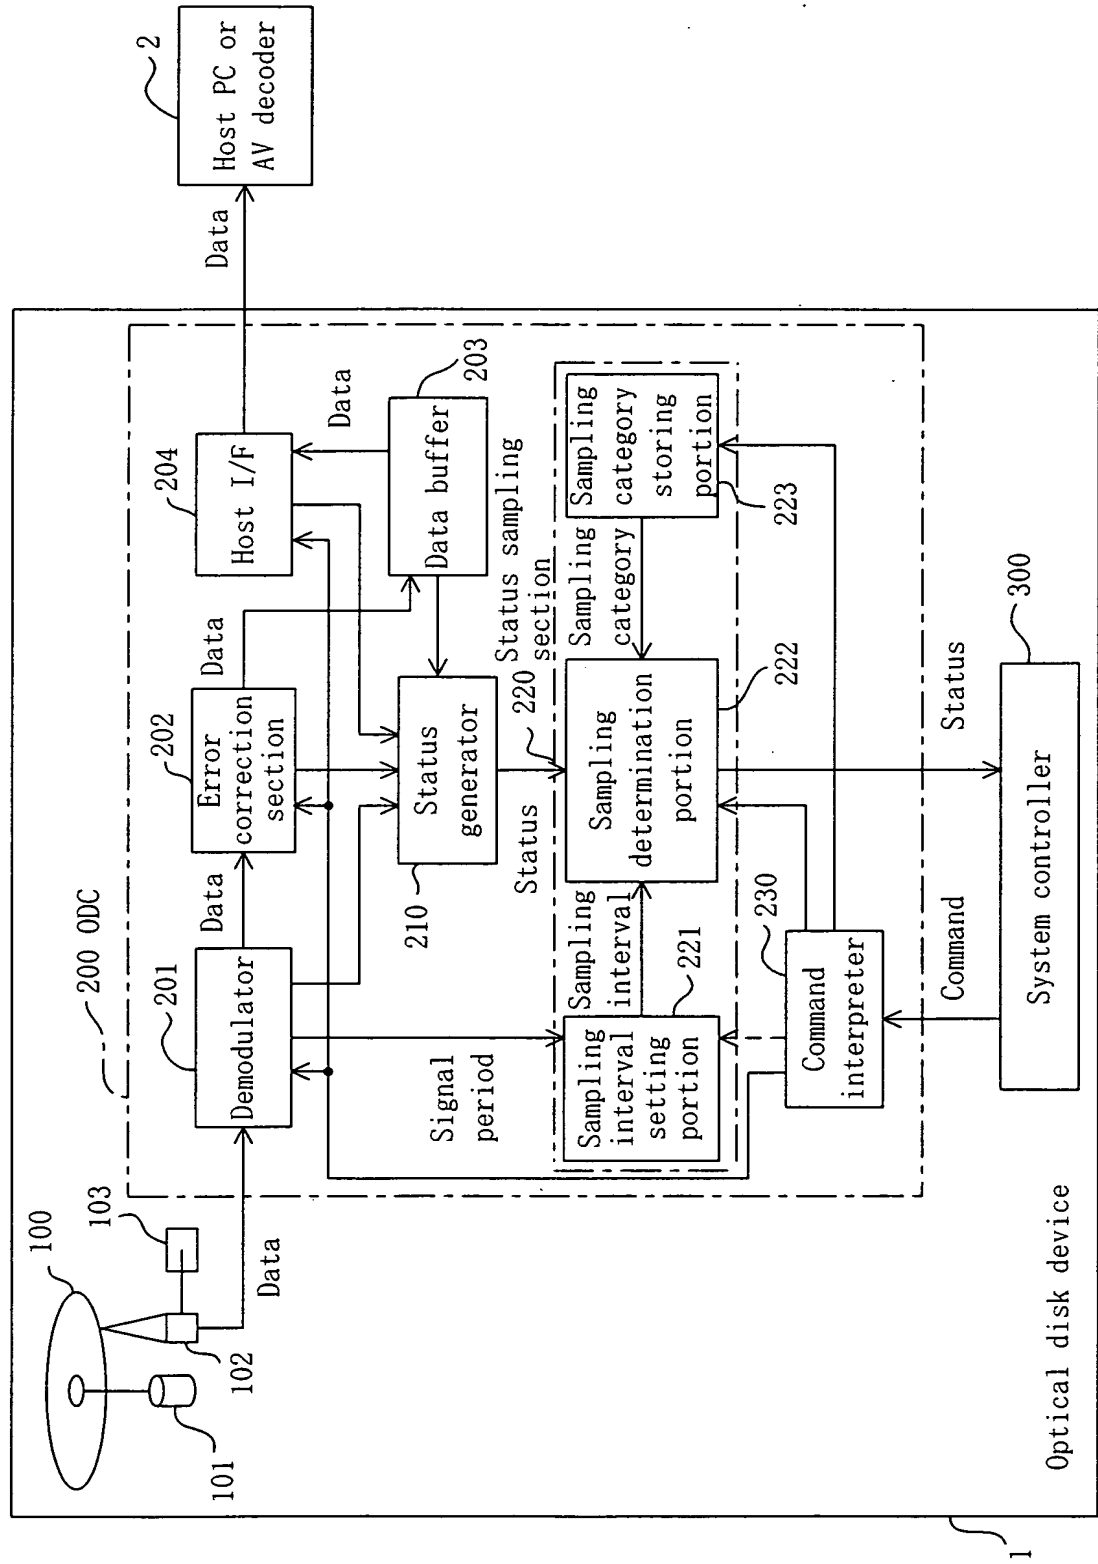 100
103
102
101
Data
200 ODC
201
Demodulator
Data
202
Error
correction
section
Data
204
Host I/F
Data
Data
2
Host PC or
AV decoder
203
Data buffer
210
Status
generator
Signal
period
Status
220
Status sampling
section
Sampling
interval
setting
portion
221
Sampling
interval
Sampling
determination
portion
222
Sampling
category
Sampling
category
storing
portion
223
230
Command
interpreter
Command
Status
300
System controller
Optical disk device
1